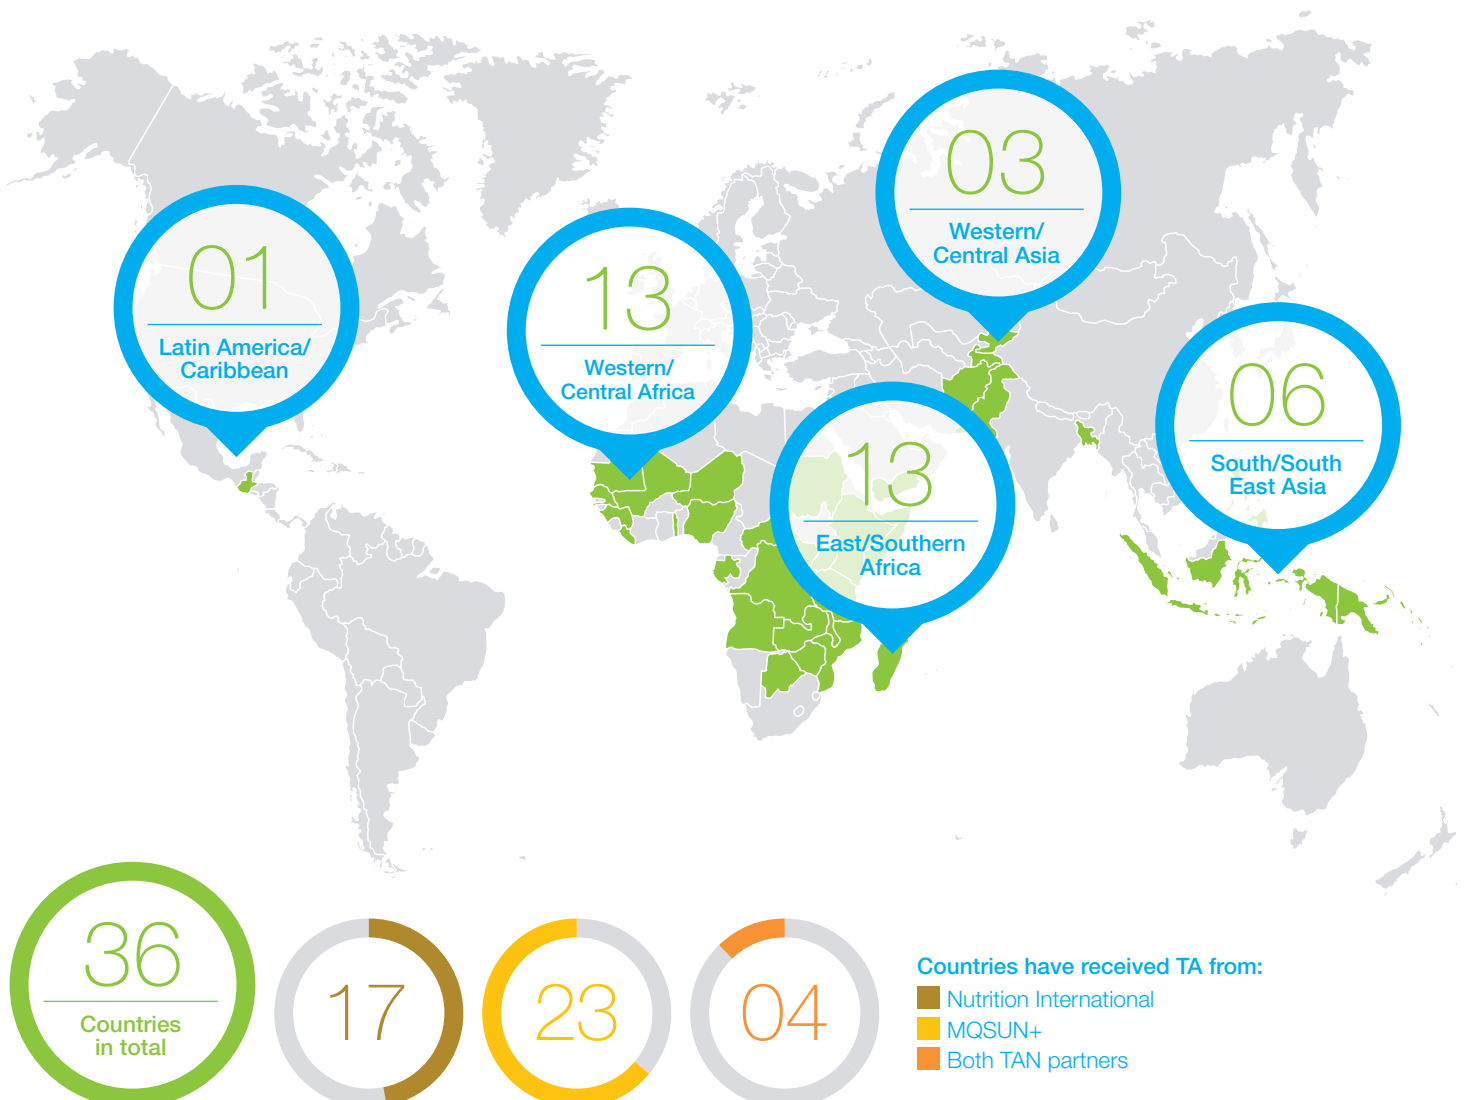 01
Latin America/
Caribbean
13
Western/
Central Africa
03
Western/
Central Asia
13
East/Southern
Africa
06
South/South
East Asia
36
Countries
in total
17
23
04
Countries have received TA from:
Nutrition International
MQSUN+
Both TAN partners